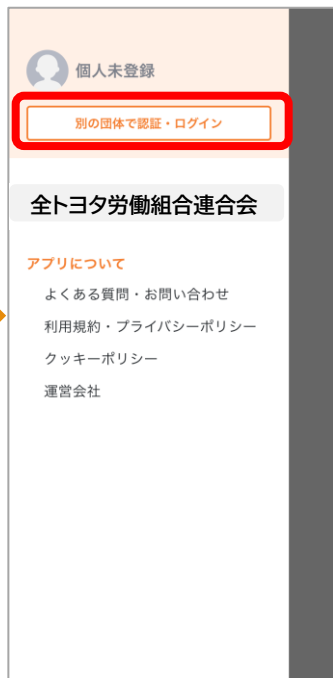 個人未登録
別の団体で認証・ログイン
全トヨタ労働組合連合会
アプリについて
よくある質問・お問い合わせ
利用規約・プライバシーポリシー
クッキーポリシー
運営会社